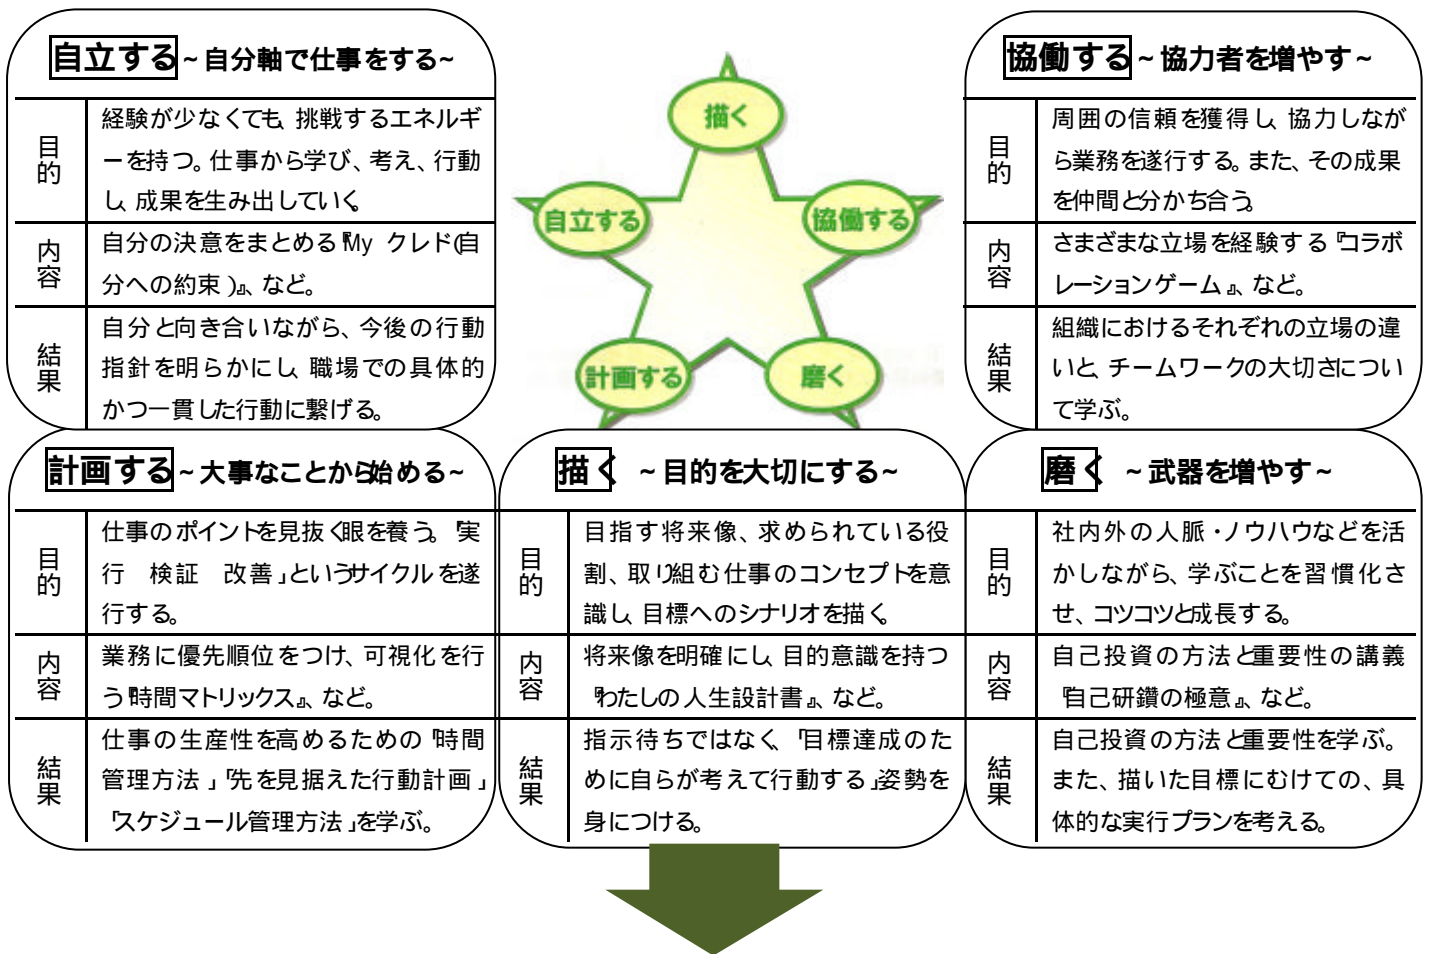 自立する ～自分軸で仕事をする～
目的
経験が少なくても、挑戦するエネルギ
ーを持つ。仕事から学び、考え、行動
し、成果を生み出していく。
内容
自分の決意をまとめる『My クレド(自
分への約束)』、など。
結果
自分と向き合いながら、今後の行動
指針を明らかにし、職場での具体的
かつ一貫した行動に繋げる。
描く
自立する
協働する
計画する
磨く
協働する ～協力者を増やす～
目的
周囲の信頼を獲得し、協力しなが
ら業務を遂行する。また、その成果
を仲間と分かち合う。
内容
さまざまな立場を経験する『コラボ
レーションゲーム』、など。
結果
組織におけるそれぞれの立場の違
いと、チームワークの大切さについ
て学ぶ。
計画する ～大事なことから始める～
目的
仕事のポイントを見抜く眼を養う。「実
行 検証 改善」というサイクルを遂
行する。
内容
業務に優先順位をつけ、可視化を行
う『時間マトリックス』、など。
結果
仕事の生産性を高めるための「時間
管理方法」「先を見据えた行動計画」
「スケジュール管理方法」を学ぶ。
描く ～目的を大切にする～
目的
目指す将来像、求められている役
割、取り組む仕事のコンセプトを意
識し、目標へのシナリオを描く。
内容
将来像を明確にし、目的意識を持つ
『わたしの人生設計書』、など。
結果
指示待ちではなく、「目標達成のた
めに自らが考えて行動する」姿勢を
身につける。
磨く ～武器を増やす～
目的
社内外の人脈・ノウハウなどを活
かしながら、学ぶことを習慣化さ
せ、コツコツと成長する。
内容
自己投資の方法と重要性の講義
『自己研鑽の極意』、など。
結果
自己投資の方法と重要性を学ぶ。
また、描いた目標にむけての、具
体的な実行プランを考える。